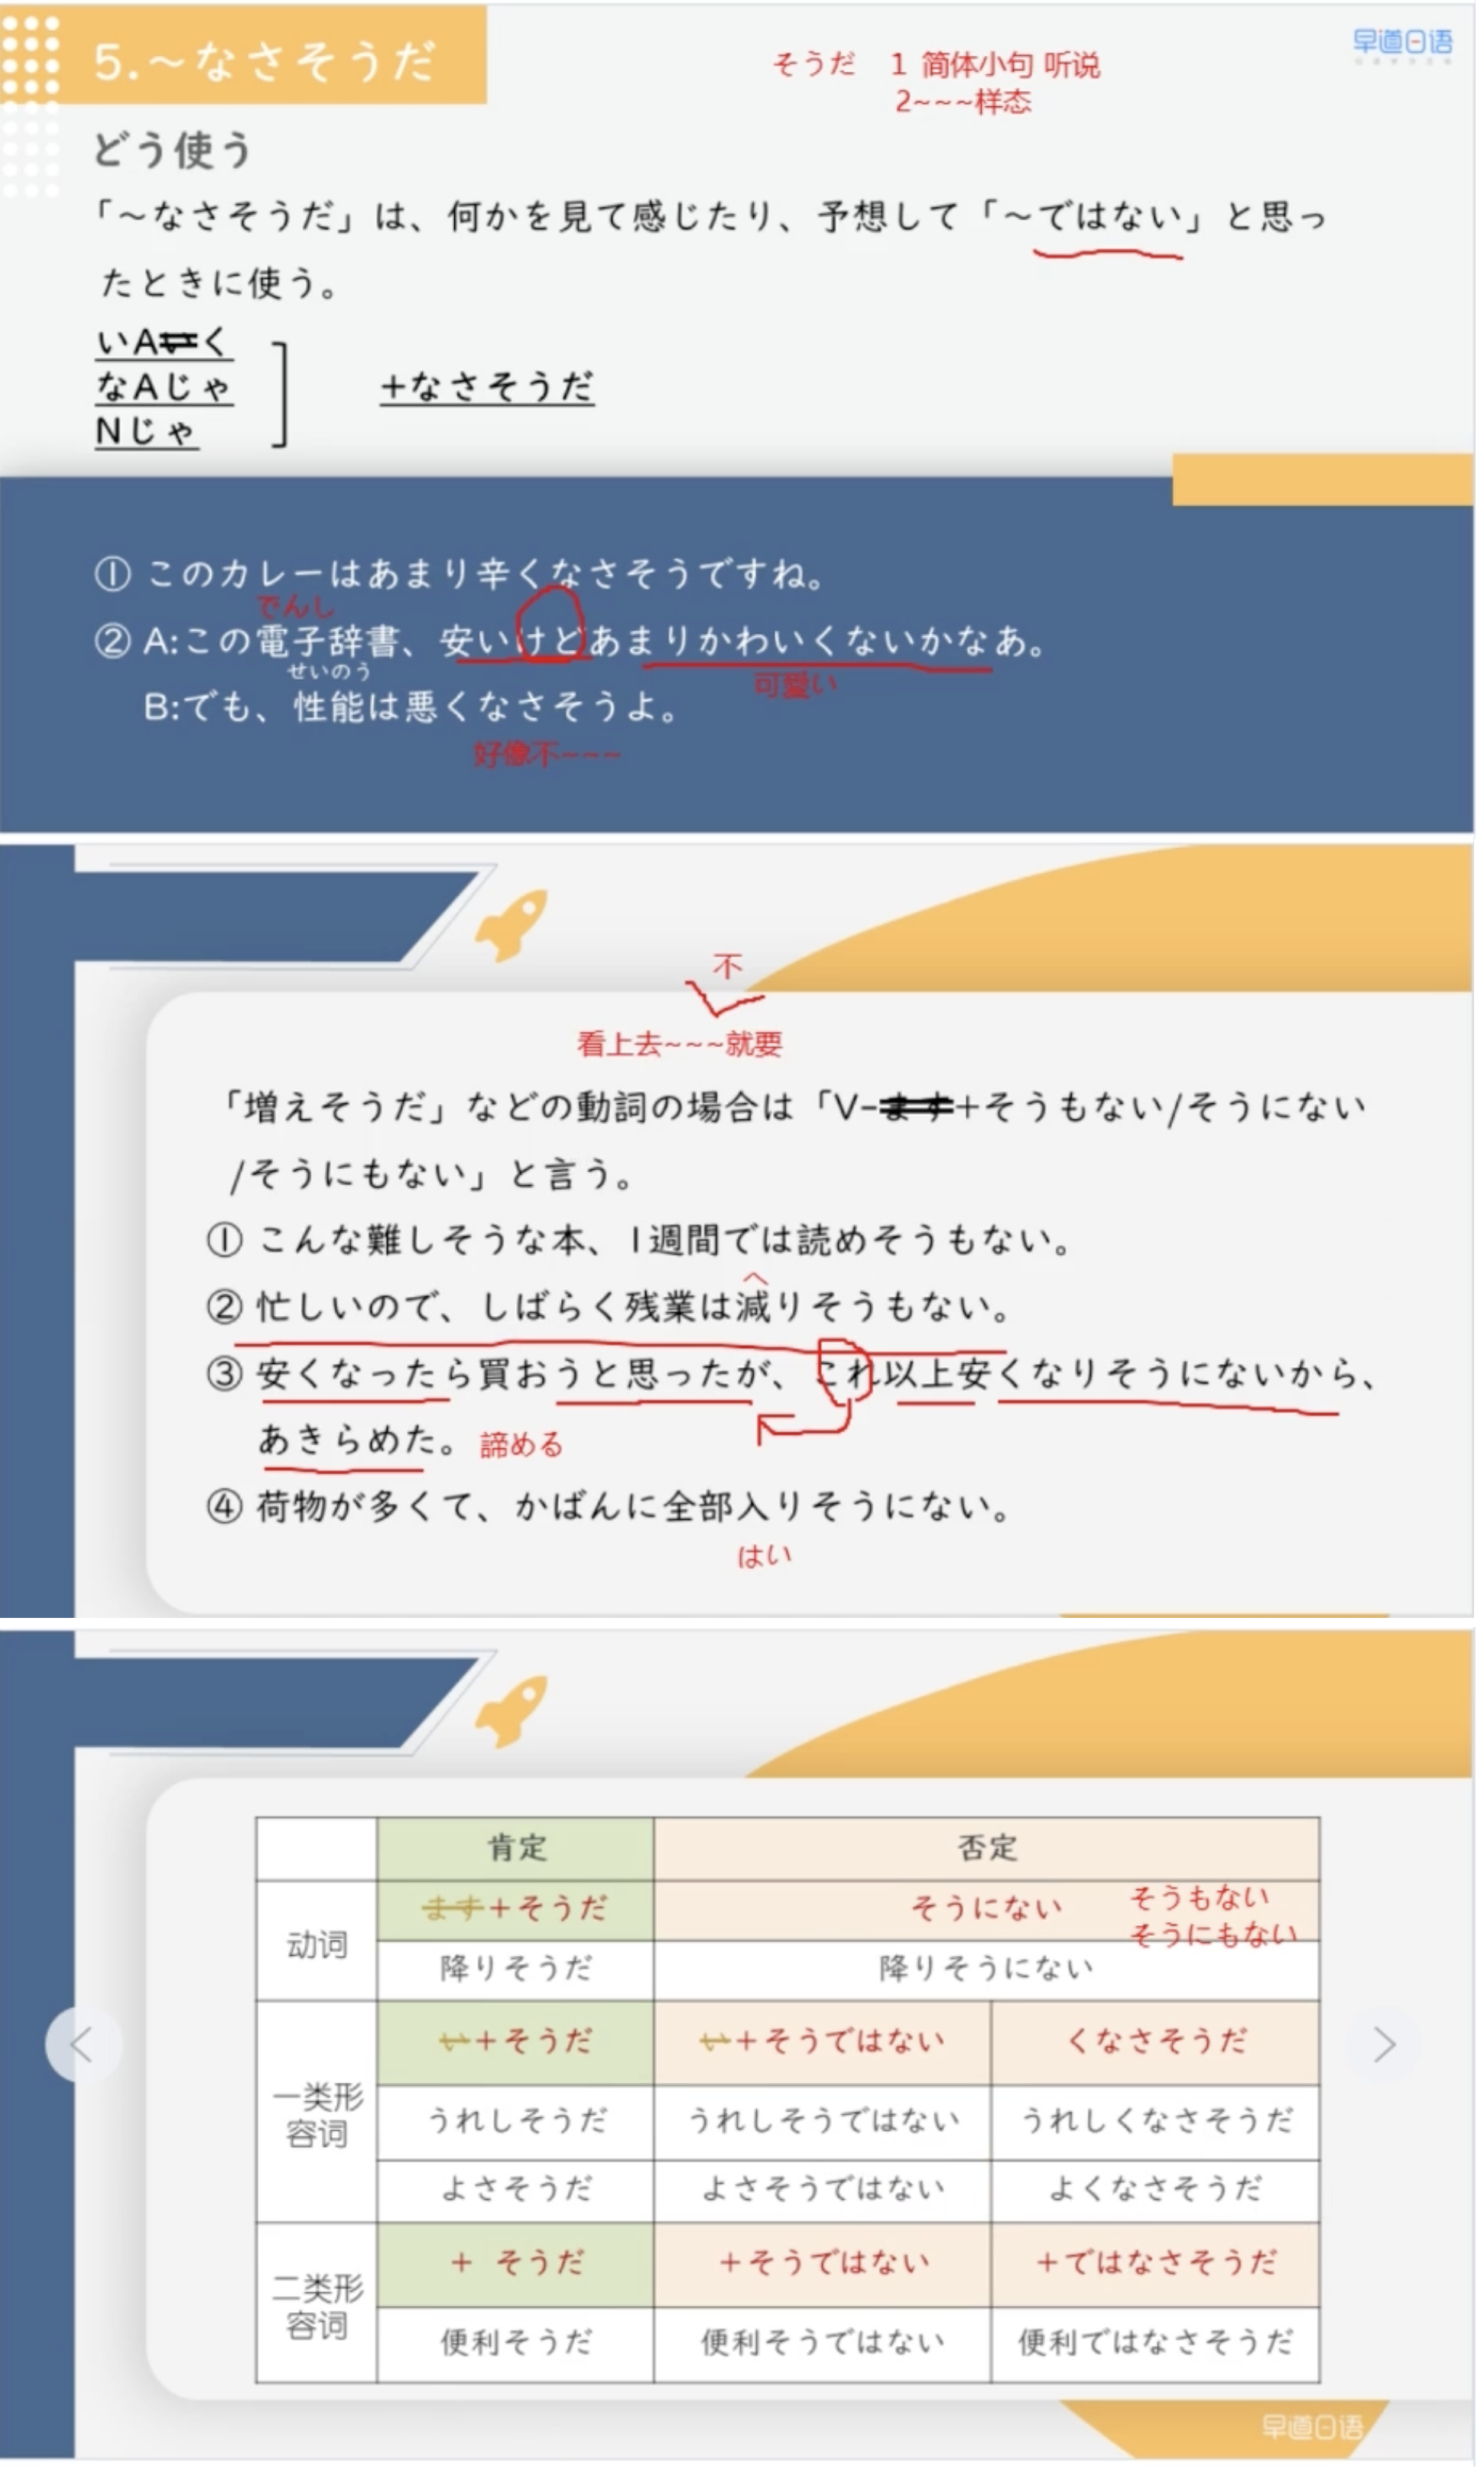 5.～なさそうだ
そうだ 1 简体小句 听说
2~~~样态
早道日语
どう使う
「～なさそうだ」は、何かを見て感じたり、予想して「～ではない」と思っ
たときに使う。
いAいく
なAじゃ
Nじゃ
+なさそうだ
① このカレーはあまり辛くなさそうですね。
でんし
② A:この電子辞書、安いけどあまりかわいくないかなあ。
せいのう
可愛い
B:でも、性能は悪くなさそうよ。
好像不~~~
不
看上去~~~就要
「増えそうだ」などの動詞の場合は「V-ます+そうもない/そうにない
/そうにもない」と言う。
① こんな難しそうな本、1週間では読めそうもない。
へ
② 忙しいので、しばらく残業は減りそうもない。
③ 安くなったら買おうと思ったが、これ以上安くなりそうにないから、
あきらめた。 諦める
④ 荷物が多くて、かばんに全部入りそうにない。
はい
肯定 否定
动词 ます+そうだ そうにない そうもない
そうにもない
降りそうだ 降りそうにない
一类形容词 い+そうだ い+そうではない くなさそうだ
うれしそうだ うれしそうではない うれしくなさそうだ
よさそうだ よさそうではない よくなさそうだ
二类形容词 + そうだ +そうではない +ではなさそうだ
便利そうだ 便利そうではない 便利ではなさそうだ
早道日语